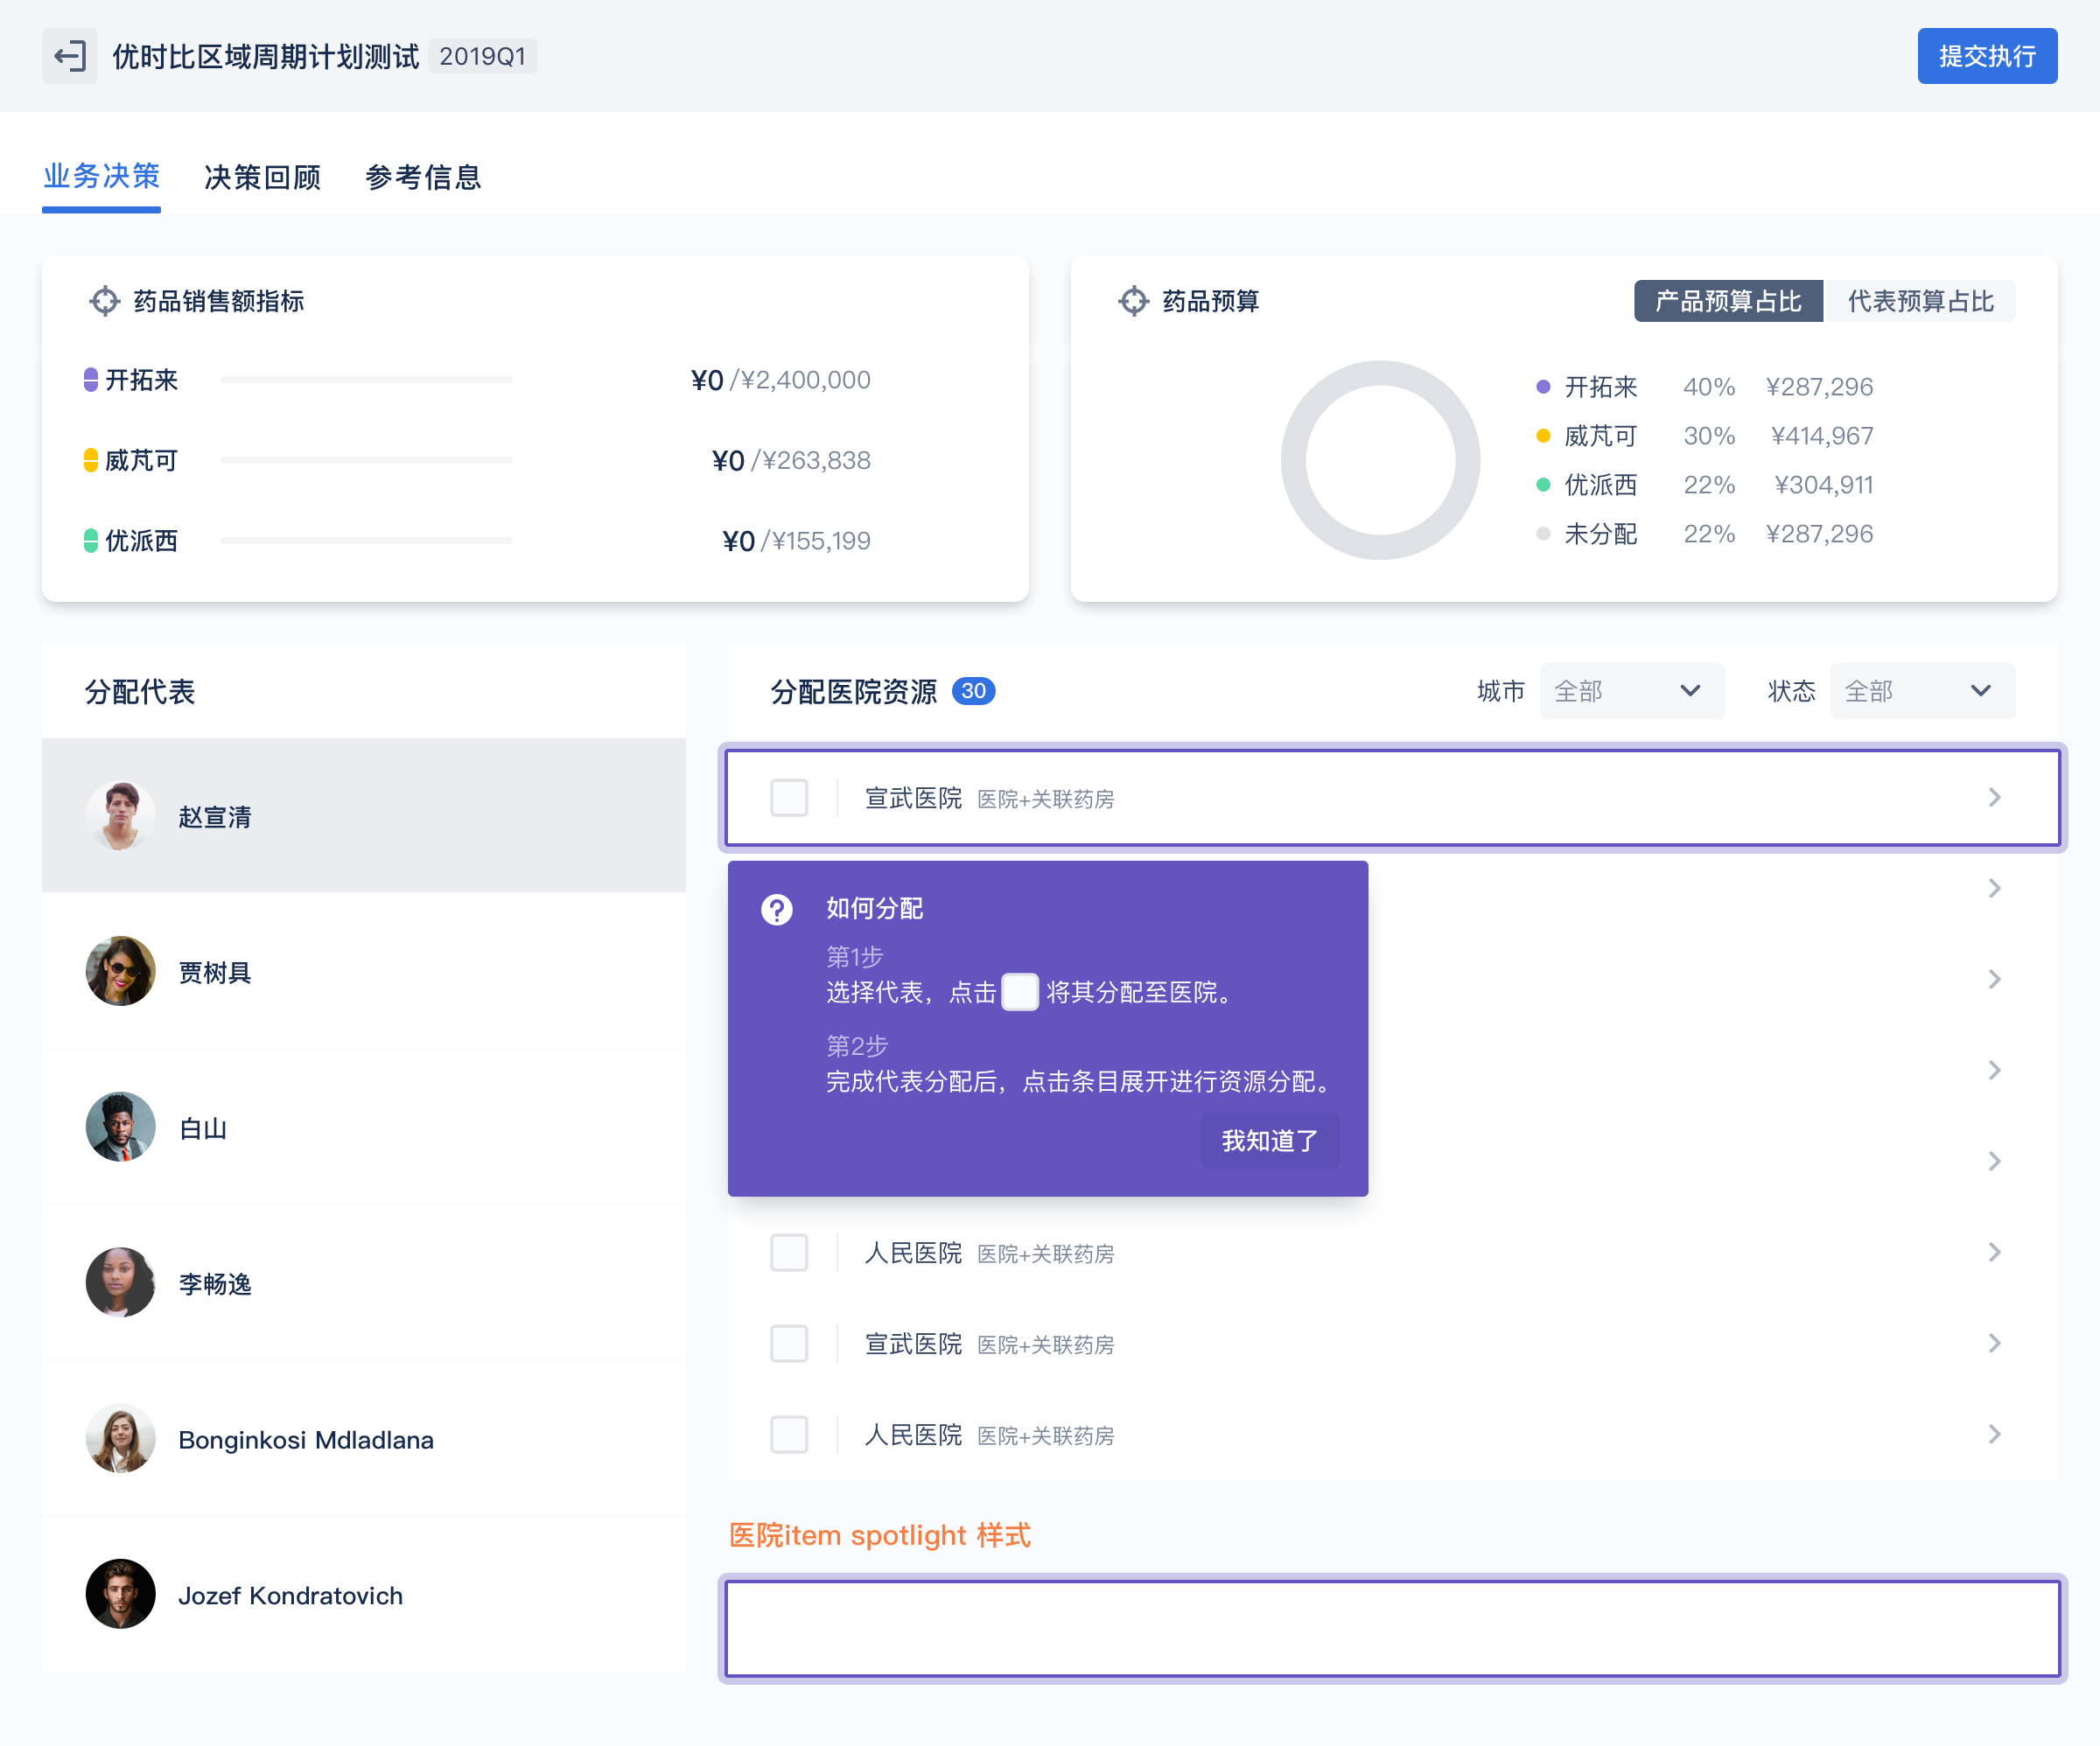 优时比区域周期计划测试 2019Q1 提交执行
业务决策 决策回顾 参考信息
药品销售额指标
开拓来 ¥0/¥2,400,000
威芃可 ¥0/¥263,838
优派西 ¥0/¥155,199
药品预算 产品预算占比 代表预算占比
开拓来 40% ¥287,296
威芃可 30% ¥414,967
优派西 22% ¥304,911
未分配 22% ¥287,296
分配代表
赵宣清
贾树具
白山
李畅逸
Bonginkosi Mdladlana
Jozef Kondratovich
分配医院资源 30 城市 全部 状态 全部
宣武医院 医院+关联药房
如何分配
第1步
选择代表，点击 将其分配至医院。
第2步
完成代表分配后，点击条目展开进行资源分配。
我知道了
人民医院 医院+关联药房
宣武医院 医院+关联药房
人民医院 医院+关联药房
医院item spotlight 样式